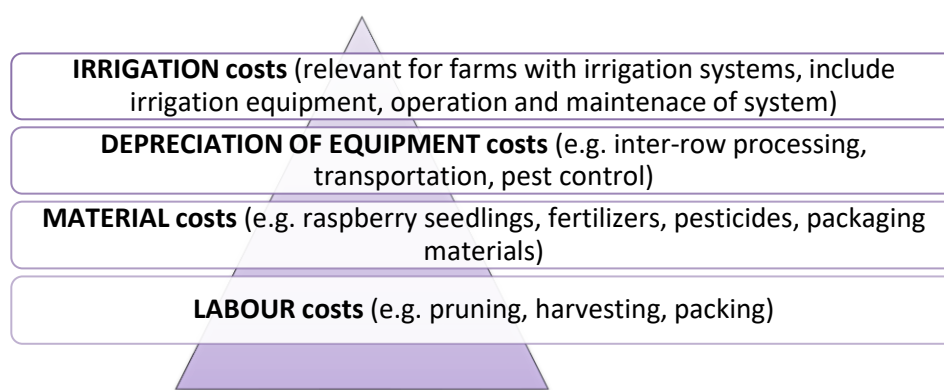 IRRIGATION costs (relevant for farms with irrigation systems, include
irrigation equipment, operation and maintenace of system)
DEPRECIATION OF EQUIPMENT costs (e.g. inter-row processing,
transportation, pest control)
MATERIAL costs (e.g. raspberry seedlings, fertilizers, pesticides, packaging
materials)
LABOUR costs (e.g. pruning, harvesting, packing)